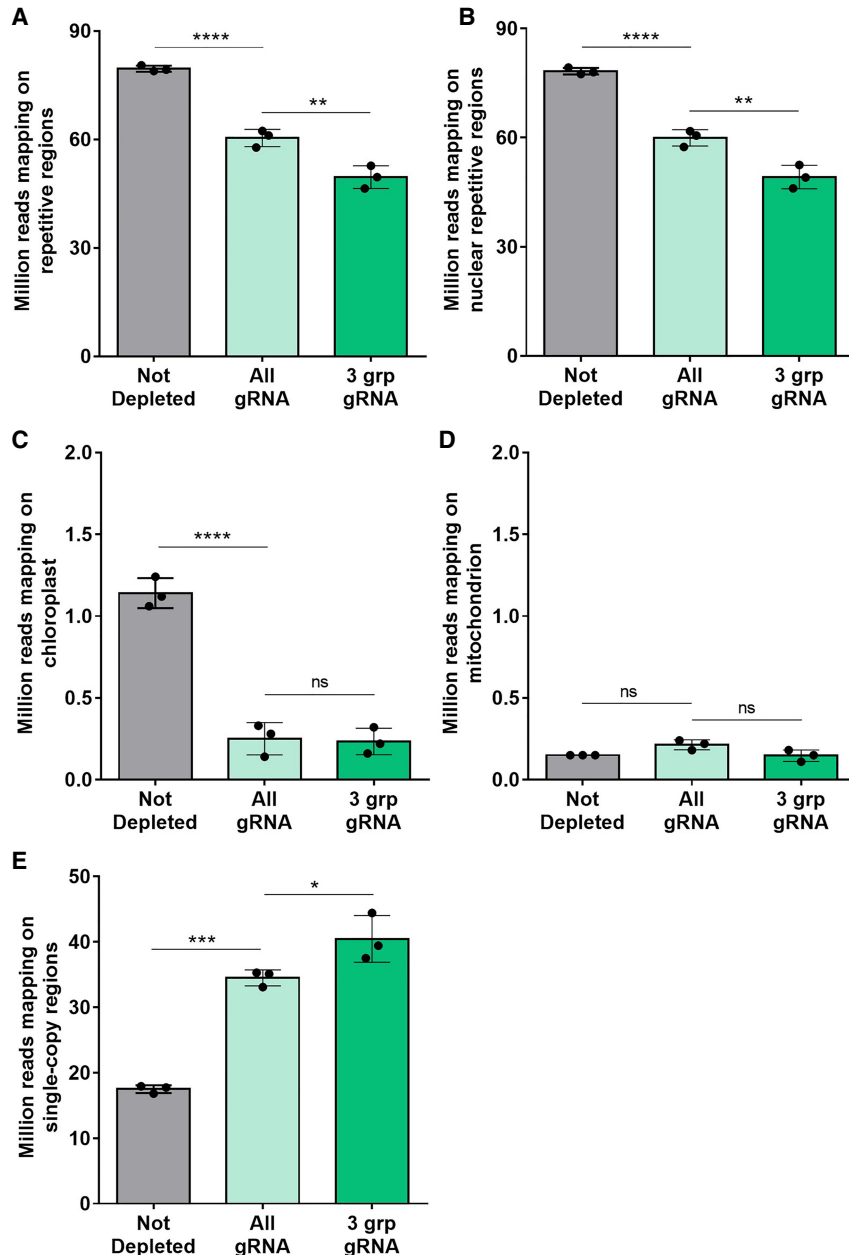 A
Million reads mapping on
repetitive regions
90
60
30
0
****
**
Not
Depleted
All
gRNA
3 grp
gRNA
B
Million reads mapping on
nuclear repetitive regions
90
60
30
0
****
**
Not
Depleted
All
gRNA
3 grp
gRNA
C
Million reads mapping on
chloroplast
2.0
1.5
1.0
0.5
0.0
****
ns
Not
Depleted
All
gRNA
3 grp
gRNA
D
Million reads mapping on
mitochondrion
2.0
1.5
1.0
0.5
0.0
ns
ns
Not
Depleted
All
gRNA
3 grp
gRNA
E
Million reads mapping on
single-copy regions
50
40
30
20
10
0
***
*
Not
Depleted
All
gRNA
3 grp
gRNA